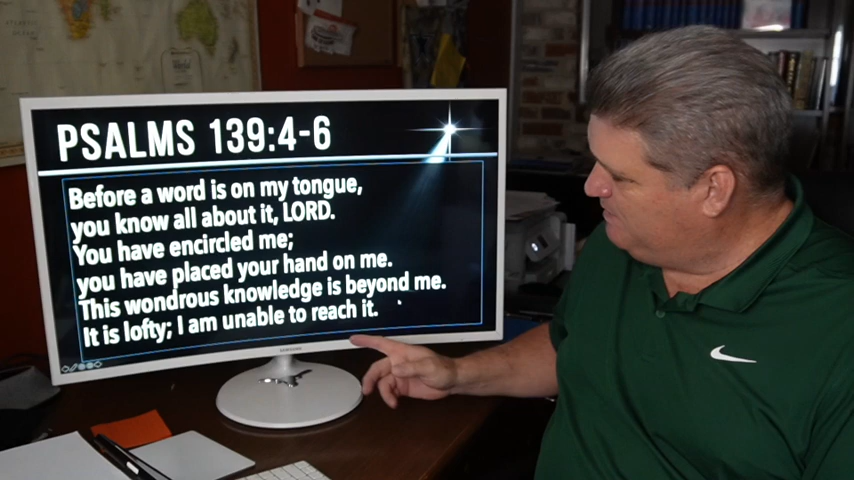 PSALMS 139:4-6
Before a word is on my tongue,
you know all about it, LORD.
You have encircled me;
you have placed your hand on me.
This wondrous knowledge is beyond me.
It is lofty; I am unable to reach it.
SAMSUNG